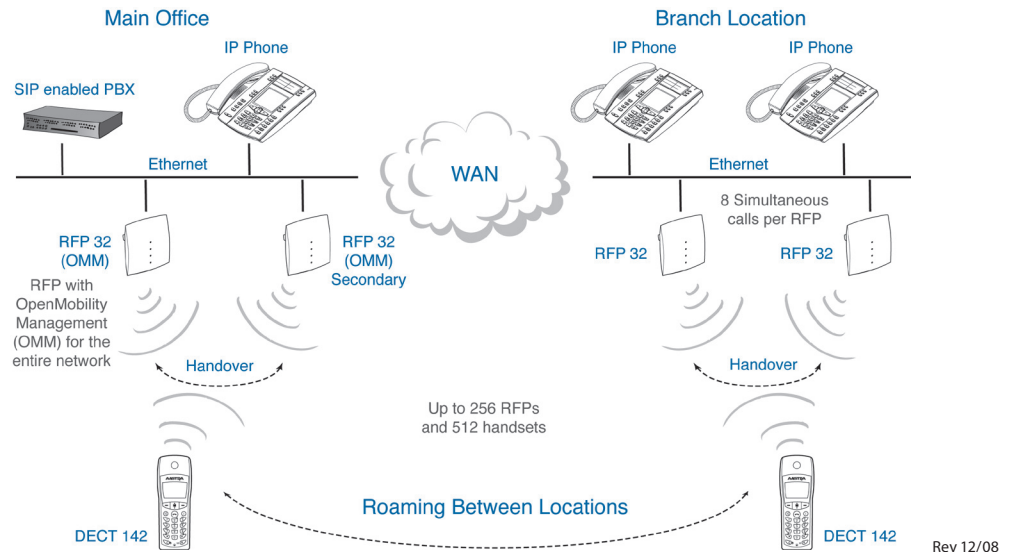 Main Office
Branch Location
IP Phone
IP Phone
IP Phone
SIP enabled PBX
Ethernet
WAN
Ethernet
8 Simultaneous
calls per RFP
RFP 32
(OMM)
RFP 32
(OMM)
Secondary
RFP 32
RFP 32
RFP with
OpenMobility
Management
(OMM) for the
entire network
Handover
Handover
Up to 256 RFPs
and 512 handsets
AASTRA
AASTRA
Roaming Between Locations
DECT 142
DECT 142
Rev 12/08